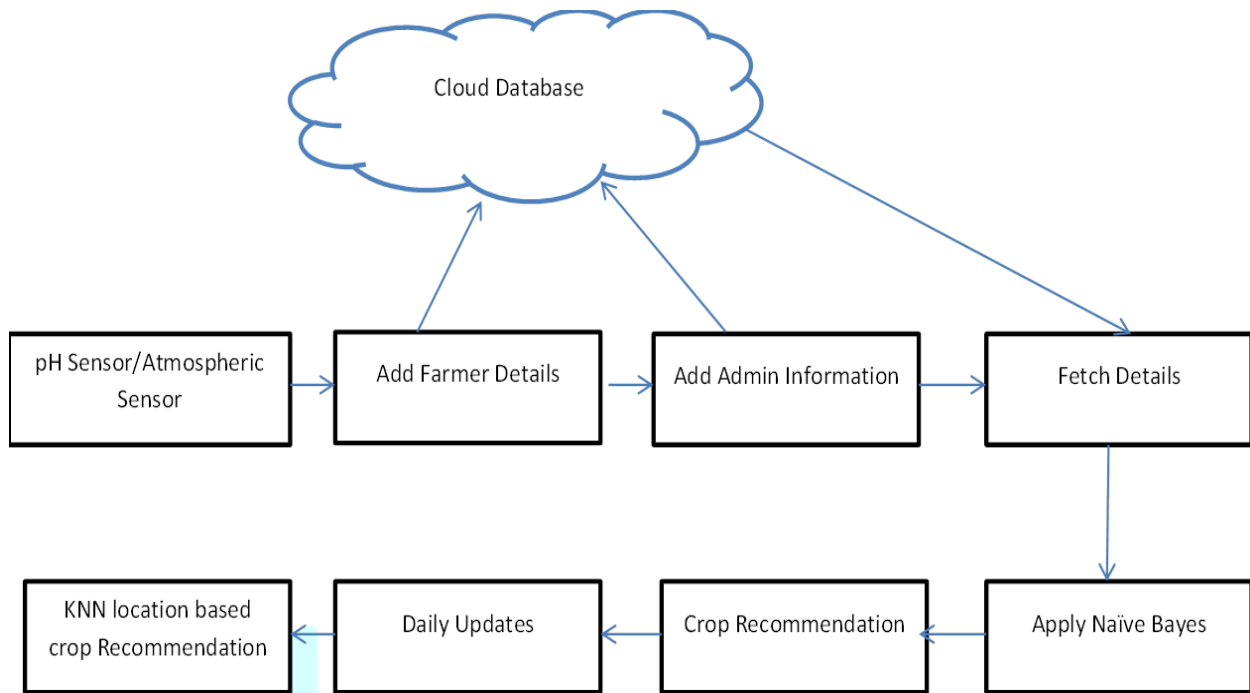 Cloud Database
pH Sensor/Atmospheric
Sensor
Add Farmer Details
Add Admin Information
Fetch Details
KNN location based
crop Recommendation
Daily Updates
Crop Recommendation
Apply Naïve Bayes